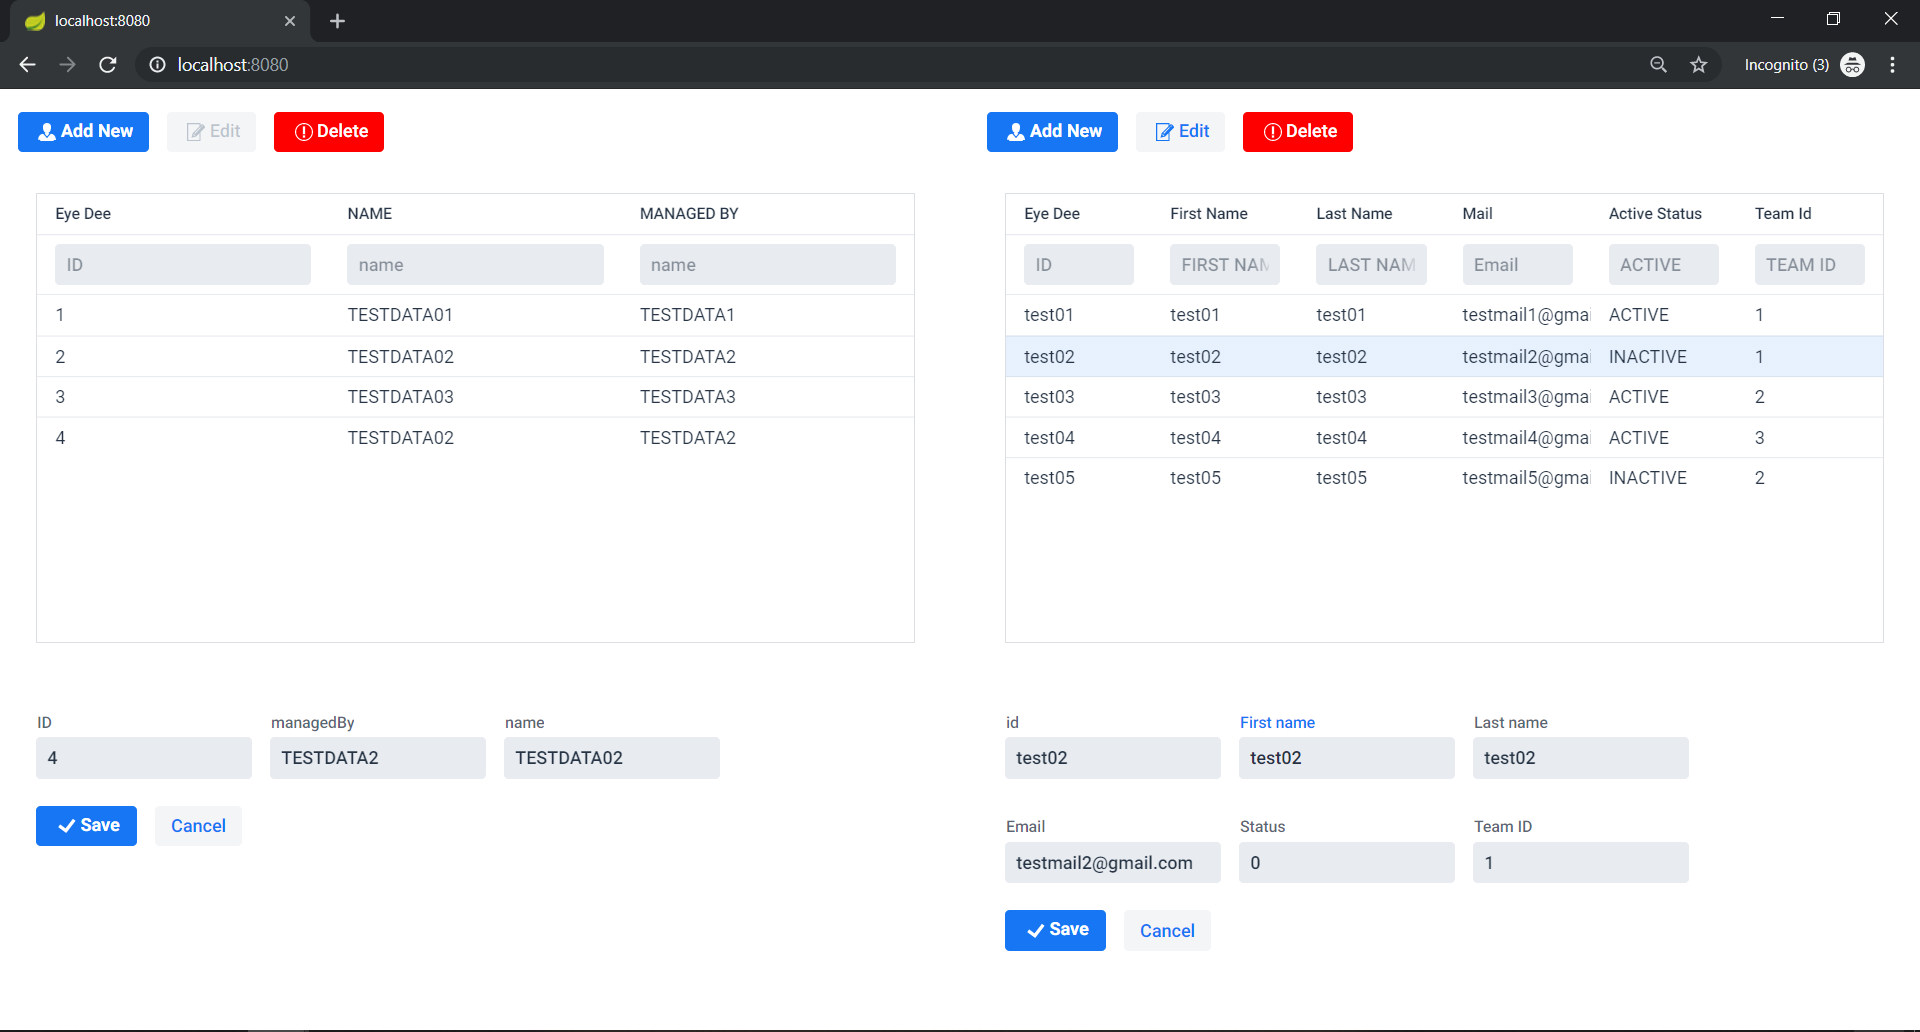 localhost:8080
localhost:8080
Incognito (3)
Add New Edit Delete
Eye Dee NAME MANAGED BY
ID name name
1 TESTDATA01 TESTDATA1
2 TESTDATA02 TESTDATA2
3 TESTDATA03 TESTDATA3
4 TESTDATA02 TESTDATA2
ID managedBy name
4 TESTDATA2 TESTDATA02
Save Cancel
Add New Edit Delete
Eye Dee First Name Last Name Mail Active Status Team Id
ID FIRST NAM LAST NAM Email ACTIVE TEAM ID
test01 test01 test01 testmail1@gmai ACTIVE 1
test02 test02 test02 testmail2@gmai INACTIVE 1
test03 test03 test03 testmail3@gmai ACTIVE 2
test04 test04 test04 testmail4@gmai ACTIVE 3
test05 test05 test05 testmail5@gmai INACTIVE 2
id First name Last name
test02 test02 test02
Email Status Team ID
testmail2@gmail.com 0 1
Save Cancel